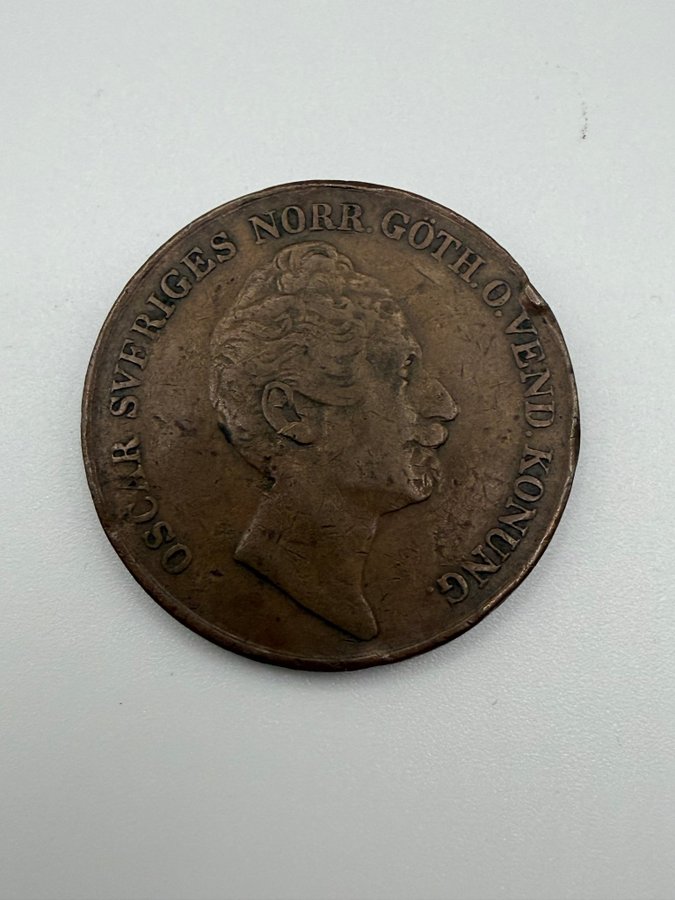 OSCAR SVERIGES NORR. GÖTH. O. VEND. KONUNG.